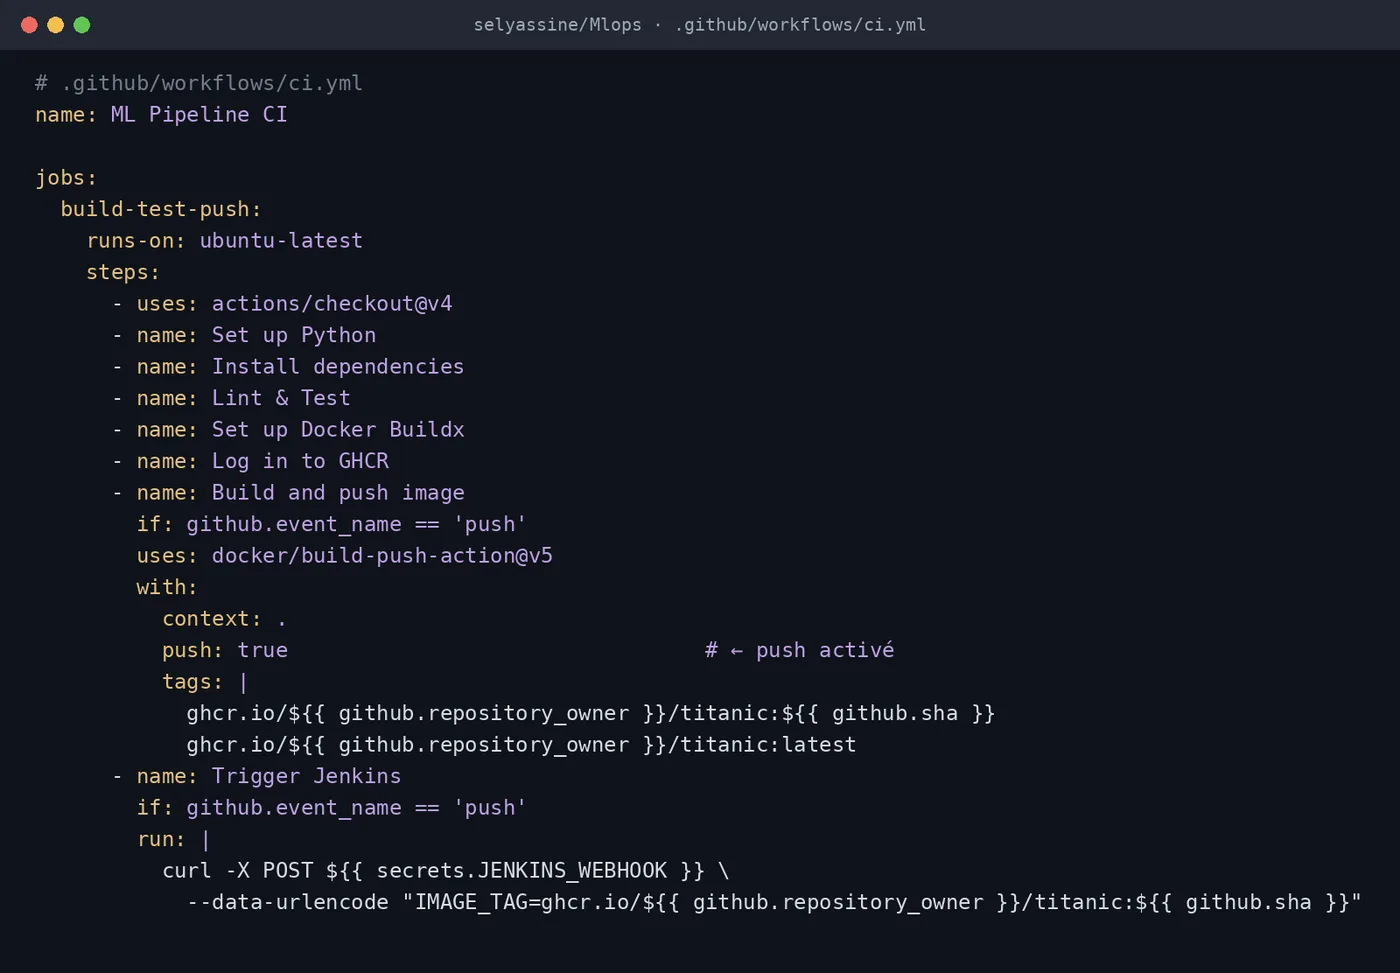 selyassine/Mlops · .github/workflows/ci.yml
# .github/workflows/ci.yml
name: ML Pipeline CI
jobs:
build-test-push:
runs-on: ubuntu-latest
steps:
- uses: actions/checkout@v4
- name: Set up Python
- name: Install dependencies
- name: Lint & Test
- name: Set up Docker Buildx
- name: Log in to GHCR
- name: Build and push image
if: github.event_name == 'push'
uses: docker/build-push-action@v5
with:
context: .
push: true # ← push activé
tags: |
ghcr.io/${{ github.repository_owner }}/titanic:${{ github.sha }}
ghcr.io/${{ github.repository_owner }}/titanic:latest
- name: Trigger Jenkins
if: github.event_name == 'push'
run: |
curl -X POST ${{ secrets.JENKINS_WEBHOOK }} \
--data-urlencode "IMAGE_TAG=ghcr.io/${{ github.repository_owner }}/titanic:${{ github.sha }}"